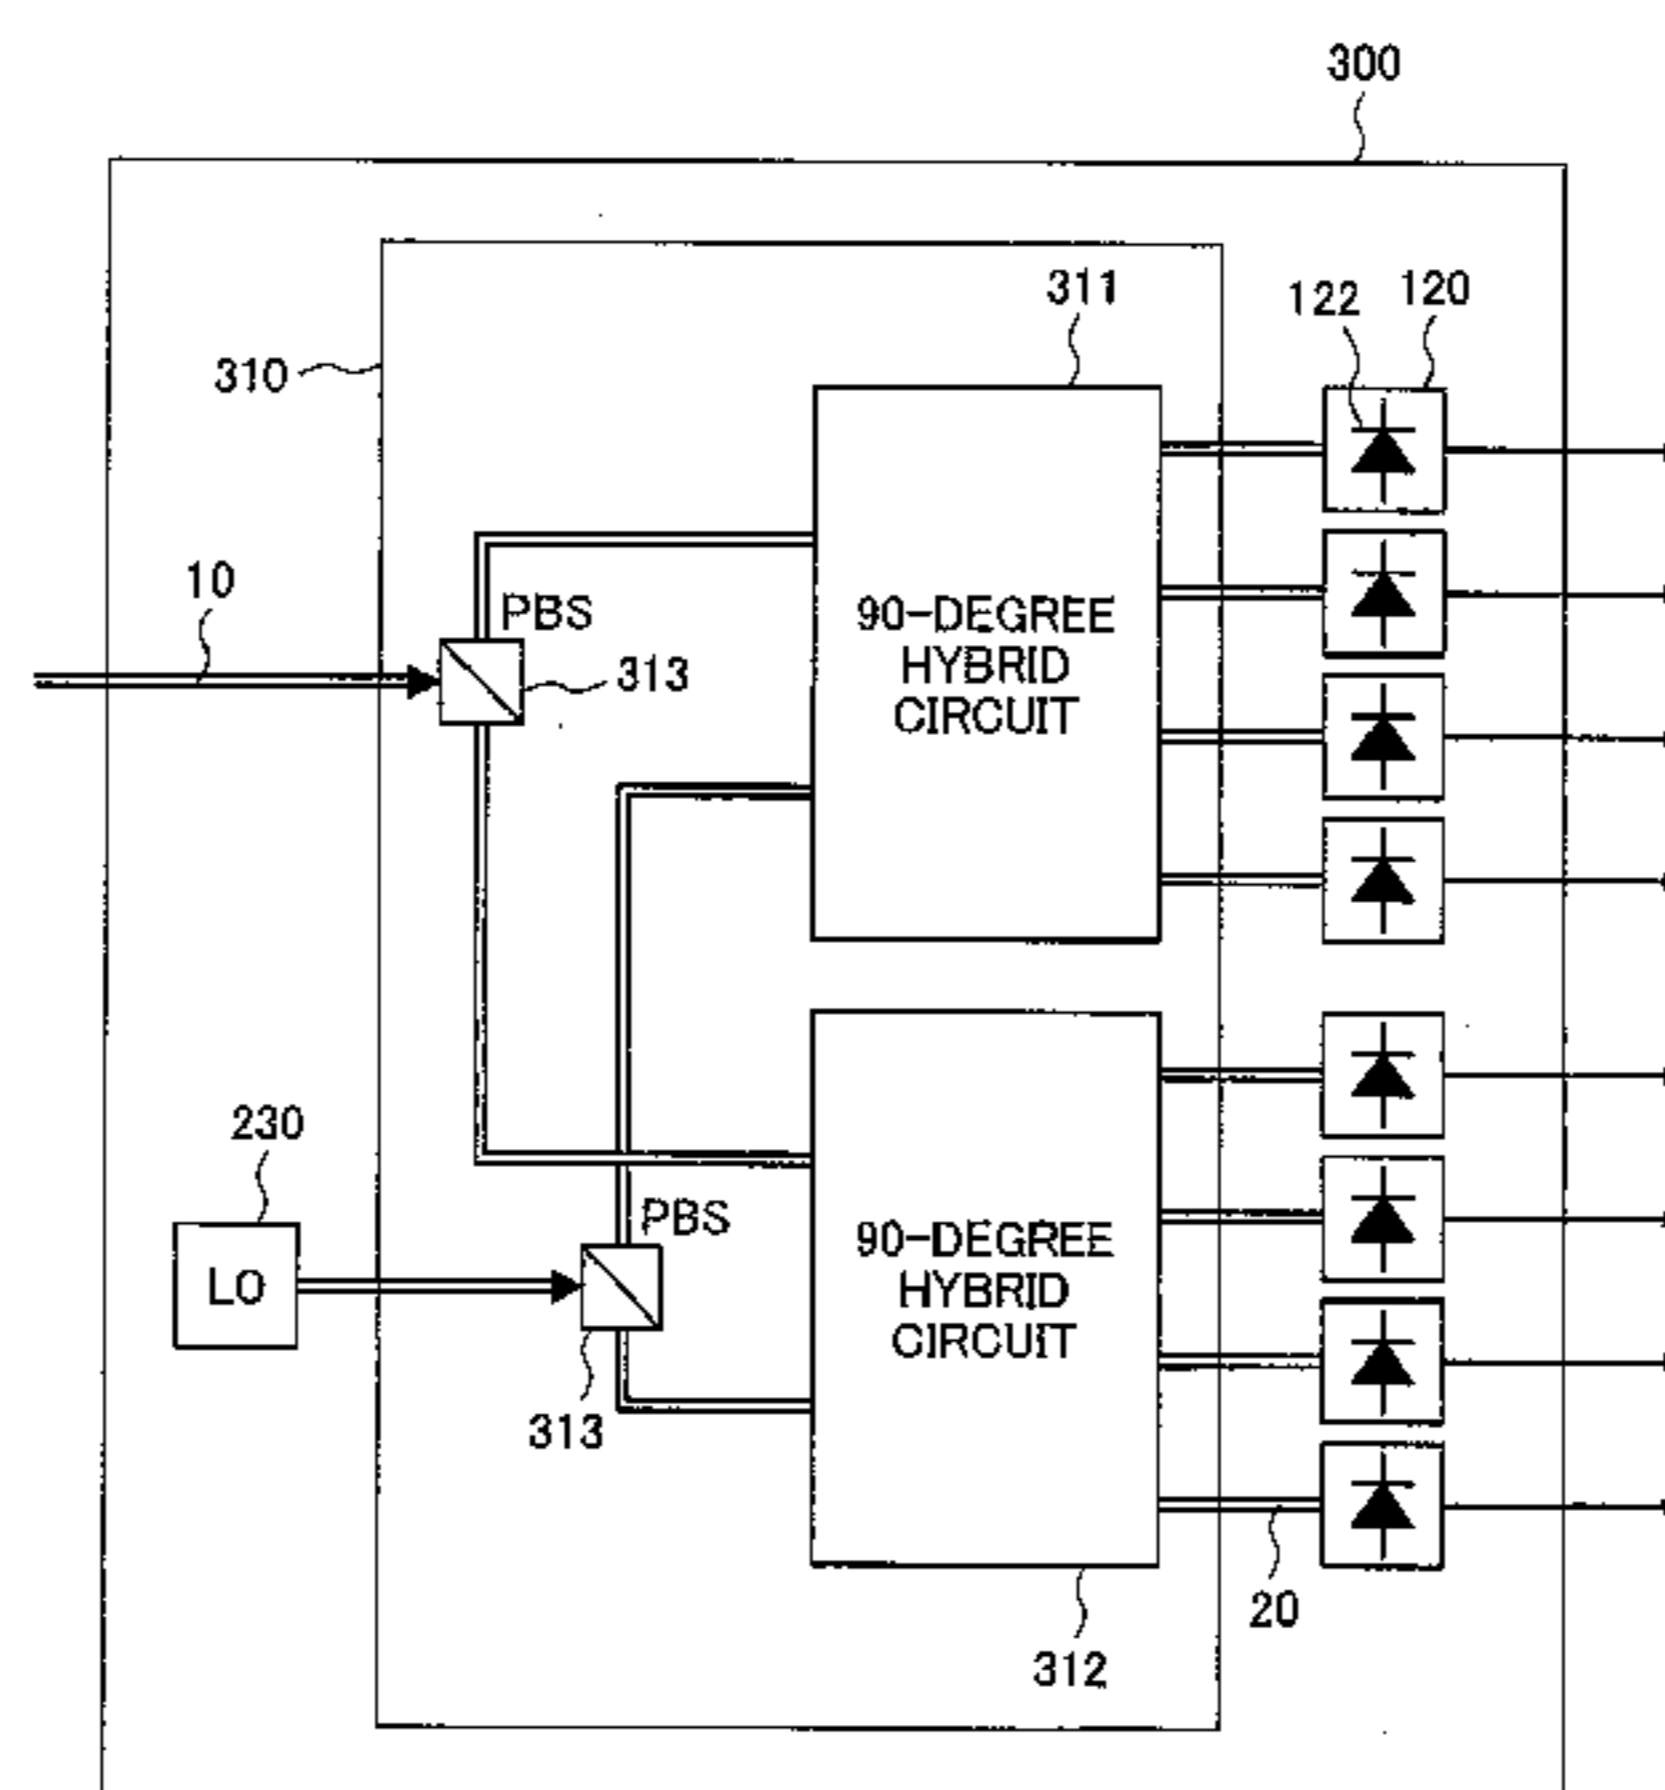 300
310
311
122
120
10
PBS
313
90-DEGREE
HYBRID
CIRCUIT
230
LO
PBS
313
90-DEGREE
HYBRID
CIRCUIT
20
312